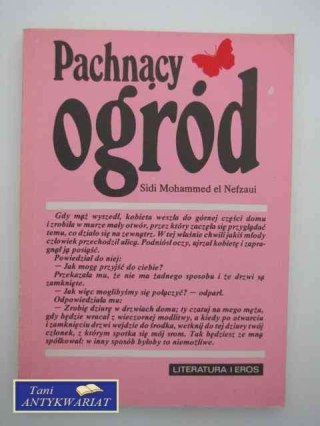 Pachnący
ogród
Sidi Mohammed el Nefzaui
Gdy mąż wyszedł, kobieta weszła do górnej części domu
i zrobiła w murze mały otwór, przez który zaczęła się przyglądać
temu, co działo się na zewnątrz. W tej właśnie chwili jakiś młody
człowiek przechodził ulicą. Podniósł oczy, ujrzał kobietę i zapra-
gnął ją posiąść.
Powiedział do niej:
— Jak mogę przyjść do ciebie?
Przekazała mu, że nie ma żadnego sposobu i że drzwi są
zamknięte.
— Jak więc moglibyśmy się połączyć? — odparł.
Odpowiedziała mu:
— Zrobię dziurę w drzwiach domu; ty czataj na mego męża,
gdy będzie wracał z wieczornej modlitwy, a kiedy po otwarciu
i zamknięciu drzwi wejdzie do środka, wetknij do tej dziury twój
członek, z którym spotka się mój srom. Tak będziesz ze mną
spółkował: w inny sposób byłoby to niemożliwe.
LITERATURA I EROS
Tani
ANTYKWARIAT